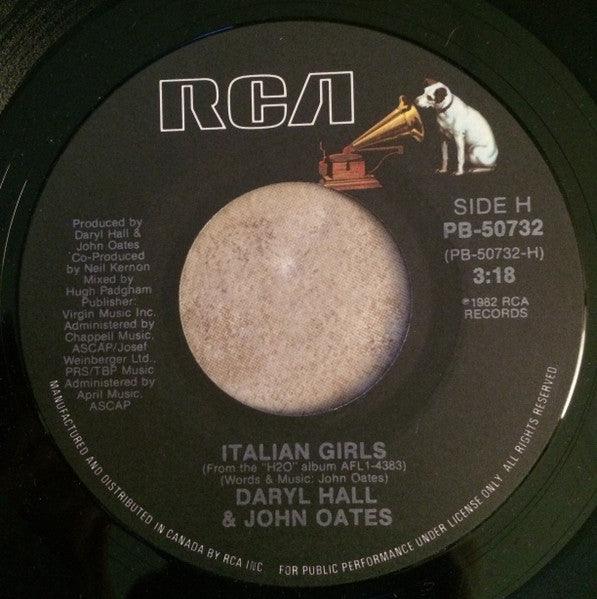 RCA
SIDE H
PB-50732
(PB-50732-H)
3:18
℗1982 RCA
RECORDS
Produced by
Daryl Hall &
John Oates
Co-Produced
by Neil Kernon
Mixed by
Hugh Padgham
Publisher:
Virgin Music Inc.
Administered by
Chappell Music,
ASCAP/Josef
Weinberger Ltd.,
PRS/TBP Music
Administered by
April Music.
ASCAP
ITALIAN GIRLS
(From the "H2O" album AFL1-4383)
(Words & Music: John Oates)
DARYL HALL
& JOHN OATES
MANUFACTURED AND DISTRIBUTED IN CANADA BY RCA INC FOR PUBLIC PERFORMANCE UNDER LICENSE ONLY ALL RIGHTS RESERVED